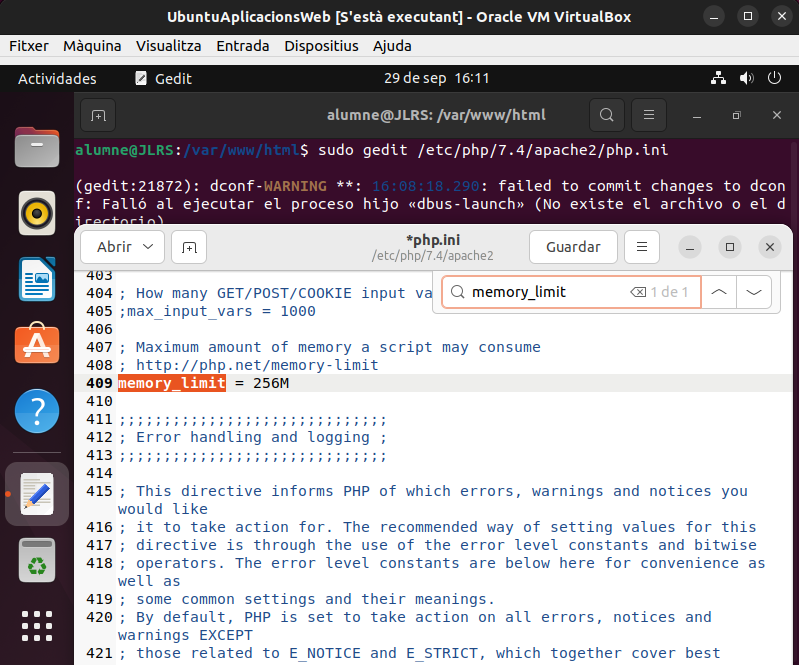 UbuntuAplicacionsWeb [S'està executant] - Oracle VM VirtualBox
Fitxer Màquina Visualitza Entrada Dispositius Ajuda
Actividades Gedit 29 de sep 16:11
alumne@JLRS: /var/www/html
alumne@JLRS:/var/www/html$ sudo gedit /etc/php/7.4/apache2/php.ini
(gedit:21872): dconf-WARNING **: 16:08:18.290: failed to commit changes to dcon
f: Falló al ejecutar el proceso hijo «dbus-launch» (No existe el archivo o el d
irectorio)
Abrir *php.ini Guardar
/etc/php/7.4/apache2
memory_limit 1 de 1
403
404 ; How many GET/POST/COOKIE input va
405 ;max_input_vars = 1000
406
407 ; Maximum amount of memory a script may consume
408 ; http://php.net/memory-limit
409 memory_limit = 256M
410
411 ;;;;;;;;;;;;;;;;;;;;;;;;;;;;;;
412 ; Error handling and logging ;
413 ;;;;;;;;;;;;;;;;;;;;;;;;;;;;;;
414
415 ; This directive informs PHP of which errors, warnings and notices you
would like
416 ; it to take action for. The recommended way of setting values for this
417 ; directive is through the use of the error level constants and bitwise
418 ; operators. The error level constants are below here for convenience as
well as
419 ; some common settings and their meanings.
420 ; By default, PHP is set to take action on all errors, notices and
warnings EXCEPT
421 ; those related to E_NOTICE and E_STRICT, which together cover best